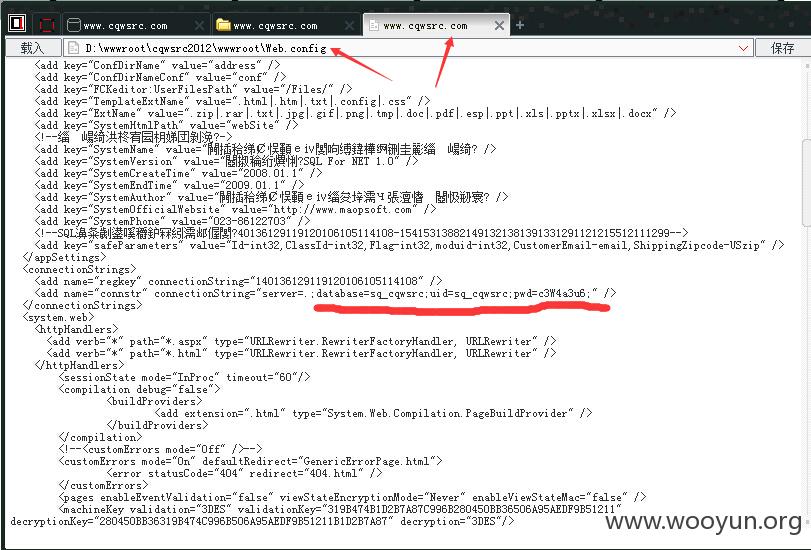 www.cqwsrc.com
www.cqwsrc.com
www.cqwsrc.com
载入
D:\wwwroot\cqwsrc2012\wwwroot\Web.config
保存
<add key="ConfDirName" value="address" />
<add key="ConfDirNameConf" value="conf" />
<add key="FCKeditor:UserFilesPath" value="/Files/" />
<add key="TemplateExtName" value=".html|.htm|.txt|.config|.css" />
<add key="ExtName" value=".zip|.rar|.txt|.jpg|.gif|.png|.tmp|.doc|.pdf|.esp|.ppt|.xls|.pptx|.xlsx|.docx" />
<add key="SystemHtmlPath" value="webSite" />
<add key="SystemName" value="
<add key="SystemVersion" value="SQL For NET 1.0" />
<add key="SystemCreateTime" value="2008.01.1" />
<add key="SystemEndTime" value="2009.01.1" />
<add key="SystemAuthor" value="
<add key="SystemOfficialWebsite" value="http://www.maopsoft.com" />
<add key="SystemPhone" value="023-86122703" />
<add key="safeParameters" value="Id-int32,ClassId-int32,Flag-int32,moduid-int32,CustomerEmail-email,ShippingZipcode-USzip" />
</appSettings>
<connectionStrings>
<add name="regkey" connectionString="140136129119120106105114108" />
<add name="connstr" connectionString="server=.;database=sq_cqwsrc;uid=sq_cqwsrc;pwd=c3W4a3u6;" />
</connectionStrings>
<system.web>
<httpHandlers>
<add verb="*" path="*.aspx" type="URLRewriter.RewriterFactoryHandler, URLRewriter" />
<add verb="*" path="*.html" type="URLRewriter.RewriterFactoryHandler, URLRewriter" />
</httpHandlers>
<sessionState mode="InProc" timeout="60"/>
<compilation debug="false">
<buildProviders>
<add extension=".html" type="System.Web.Compilation.PageBuildProvider" />
</buildProviders>
</compilation>
<!--<customErrors mode="Off" />-->
<customErrors mode="On" defaultRedirect="GenericErrorPage.html">
<error statusCode="404" redirect="404.html" />
</customErrors>
<pages enableEventValidation="false" viewStateEncryptionMode="Never" enableViewStateMac="false" />
<machineKey validation="3DES" validationKey="319B474B1D2B7A87C996B280450BB36506A95AEDF9B51211"
decryptionKey="280450BB36319B474C996B506A95AEDF9B51211B1D2B7A87" decryption="3DES"/>
www.wooyun.org